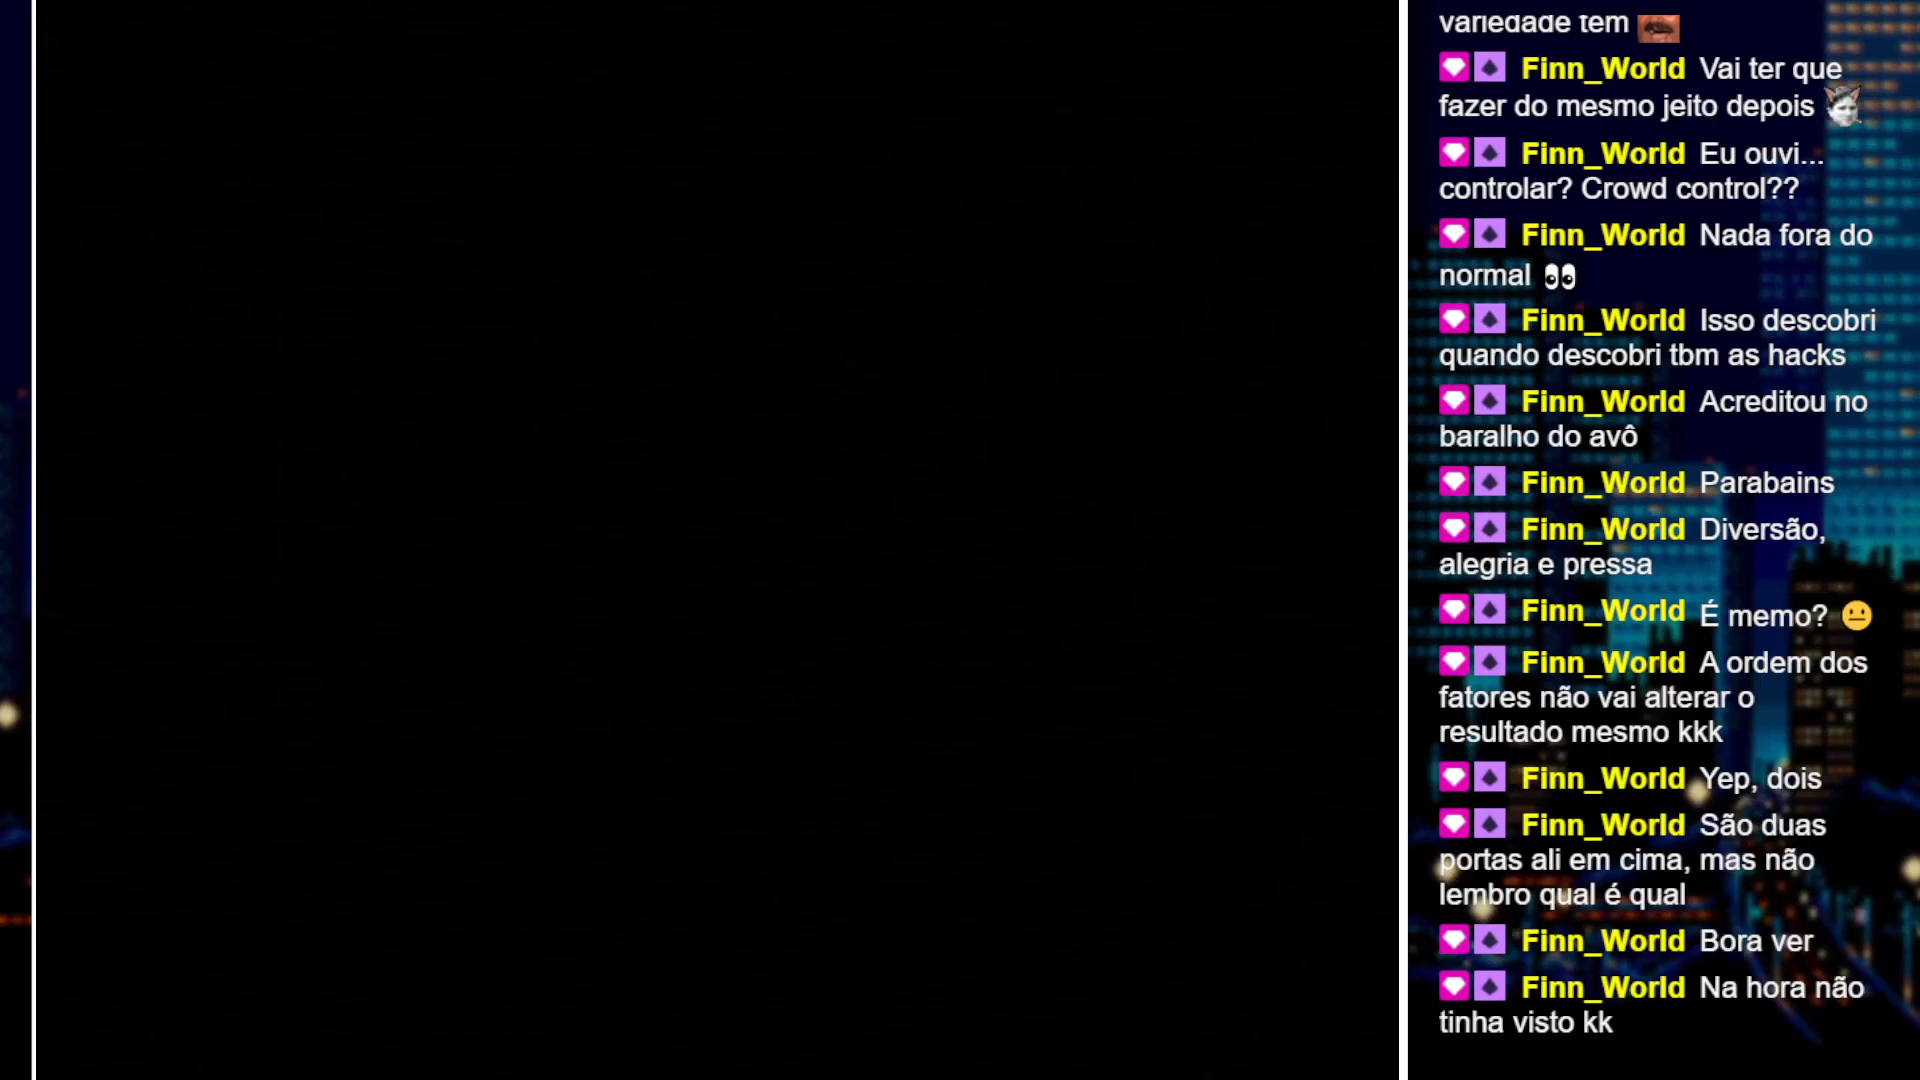 variedade tem
Finn_World Vai ter que
fazer do mesmo jeito depois
Finn_World Eu ouvi...
controlar? Crowd control??
Finn_World Nada fora do
normal 👀
Finn_World Isso descobri
quando descobri tbm as hacks
Finn_World Acreditou no
baralho do avô
Finn_World Parabains
Finn_World Diversão,
alegria e pressa
Finn_World É memo? 😐
Finn_World A ordem dos
fatores não vai alterar o
resultado mesmo kkk
Finn_World Yep, dois
Finn_World São duas
portas ali em cima, mas não
lembro qual é qual
Finn_World Bora ver
Finn_World Na hora não
tinha visto kk